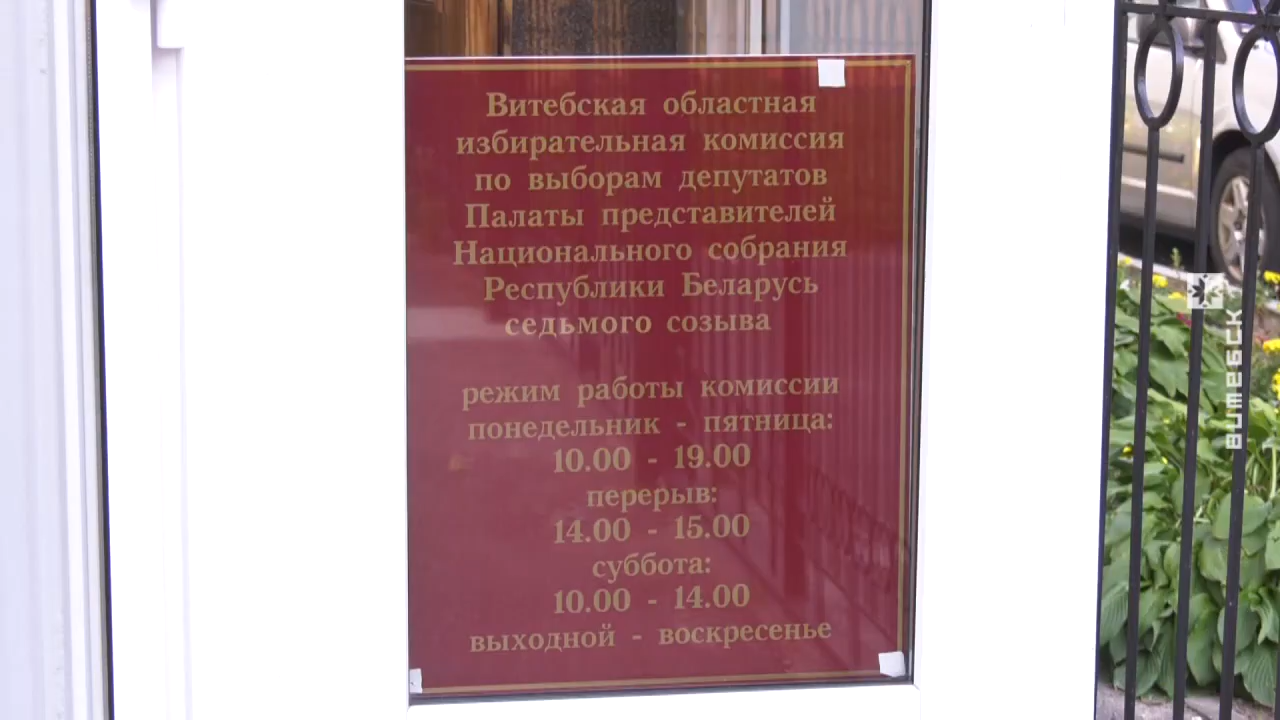 Витебская областная
избирательная комиссия
по выборам депутатов
Палаты представителей
Национального собрания
Республики Беларусь
седьмого созыва
режим работы комиссии
понедельник - пятница:
10.00 - 19.00
перерыв:
14.00 - 15.00
суббота:
10.00 - 14.00
выходной - воскресенье
витебск